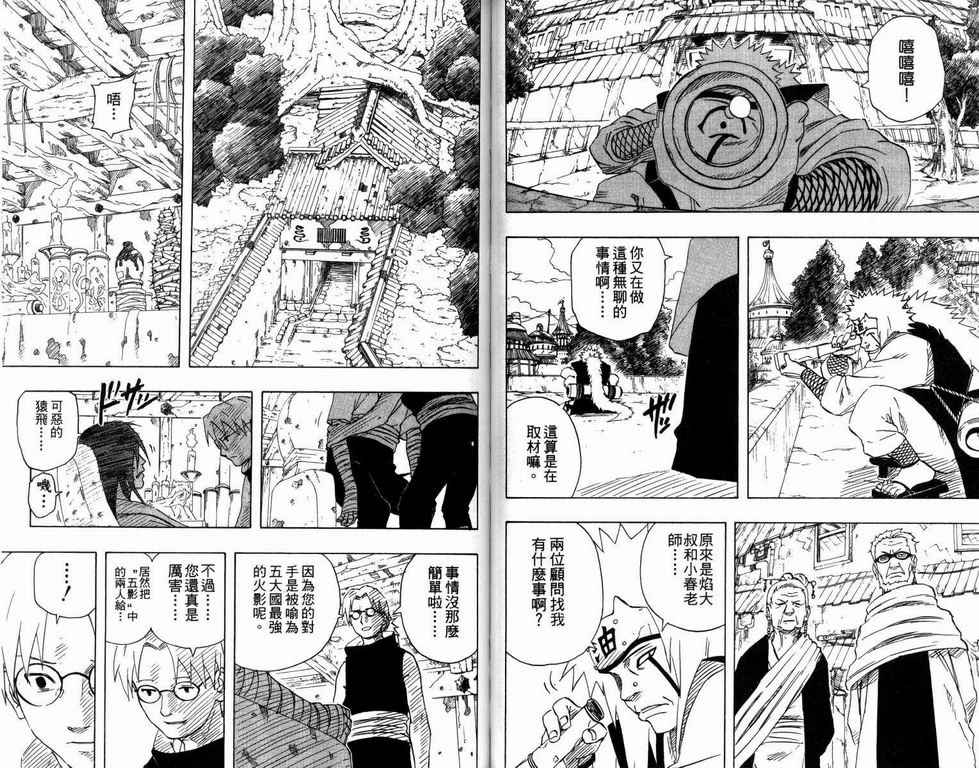 嘻嘻嘻！
你又在做
這種無聊的
事情啊……
這算是在
取材嘛。
原來是焰大
叔和小春老
師……
兩位顧問找我
有什麼事啊？
油
唔…
可惡的
猿飛……
哦…
事情沒那麼
簡單啦……
因為您的對
手是被喻為
五大國最強
的火影呢。
不過……
您還真是
厲害……
居然把
"五影"中
的兩人給…
…！